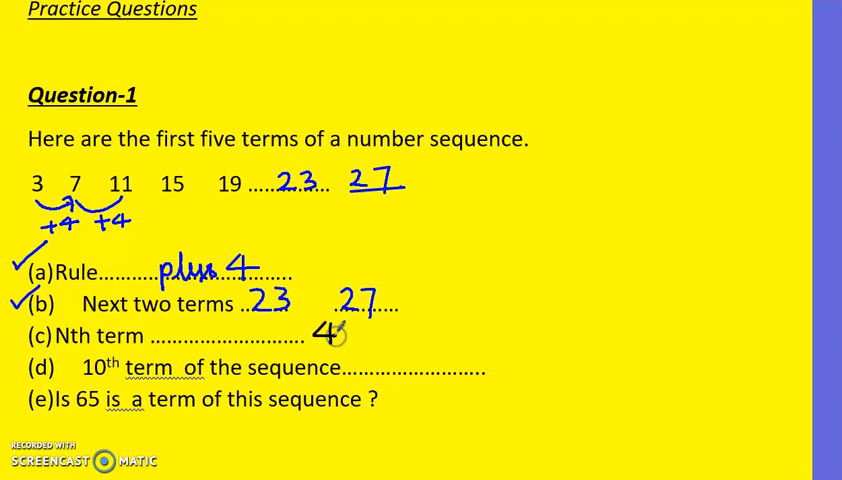 Practice Questions
Question-1
Here are the first five terms of a number sequence.
3 7 11 15 19 ...............23 27
+4 +4
(a)Rule...........plus 4..........
(b) Next two terms ...23 27......
(c)Nth term ............................. 4
(d) 10th term of the sequence..........................
(e)Is 65 is a term of this sequence ?
RECORDED WITH
SCREENCAST MATIC